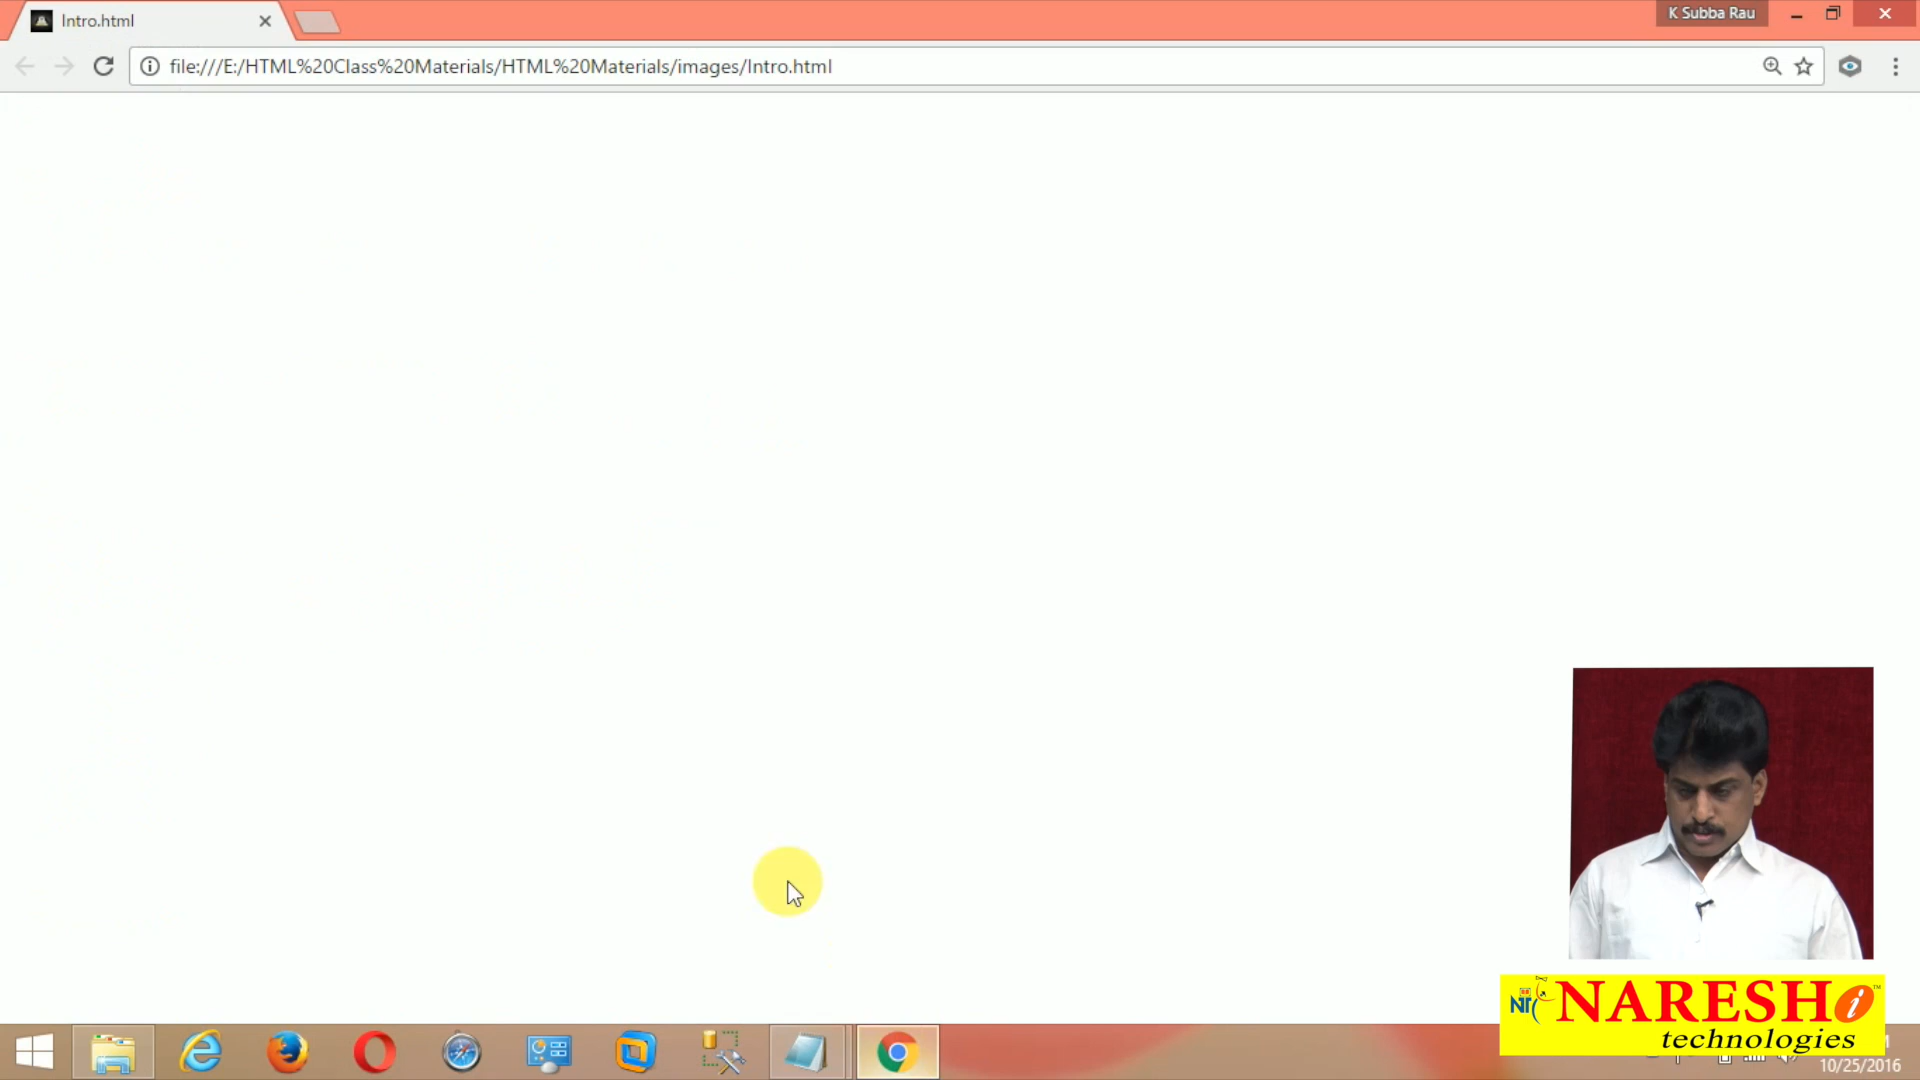 Intro.html
K Subba Rau
file:///E:/HTML%20Class%20Materials/HTML%20Materials/images/Intro.html
NARESH i
technologies
10/25/2016